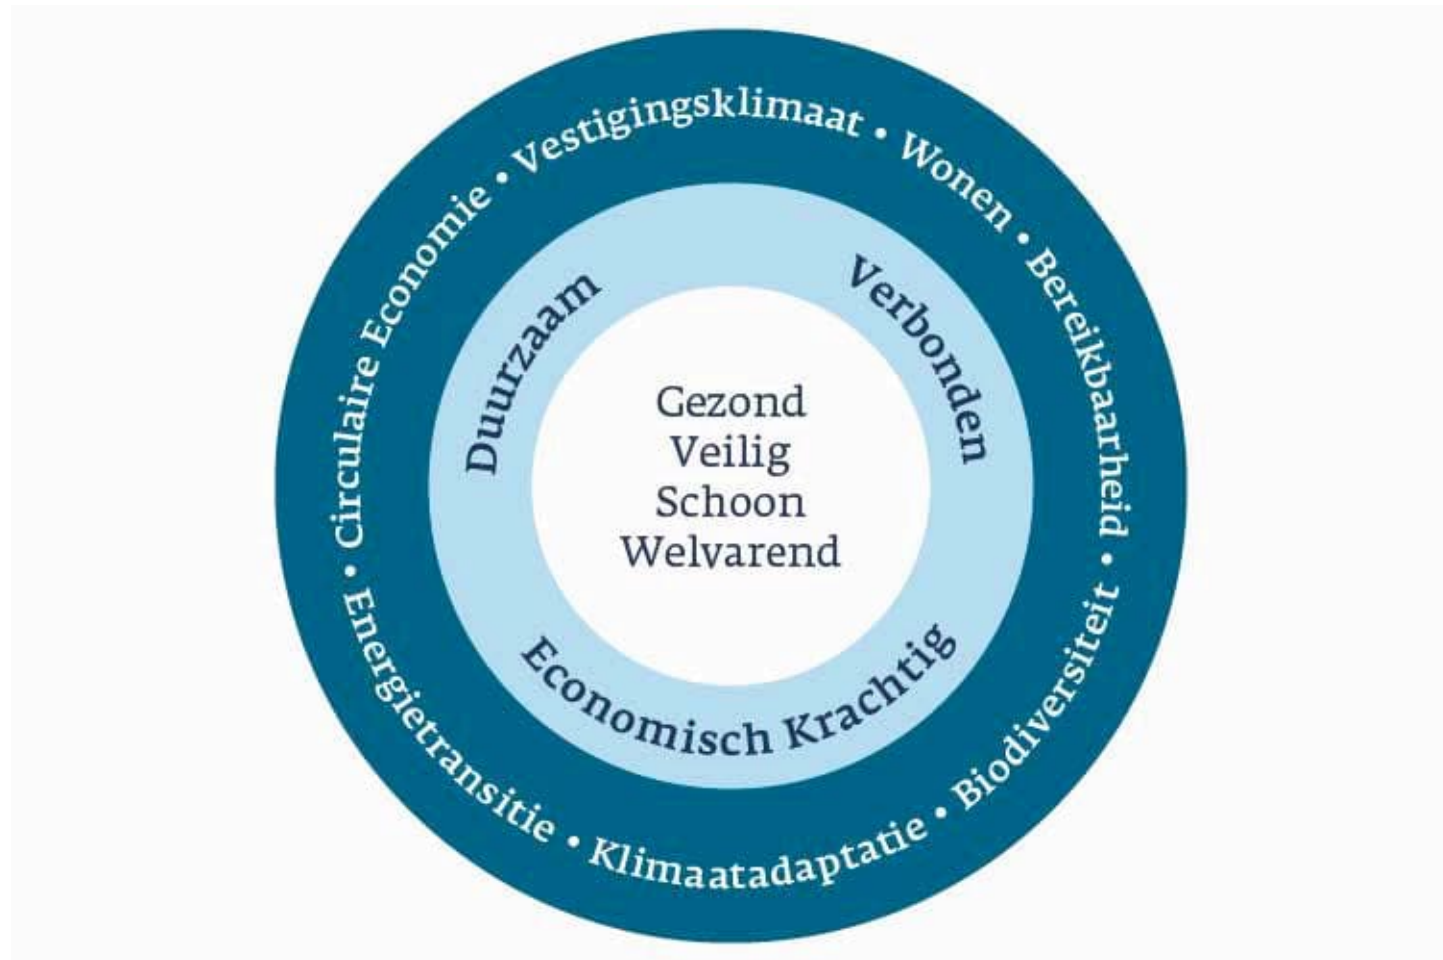 Vestigingsklimaat • Wonen • Bereikbaarheid • Biodiversiteit • Klimaatadaptatie • Energietransitie • Circulaire Economie •
Duurzaam
Verbonden
Economisch Krachtig
Gezond
Veilig
Schoon
Welvarend